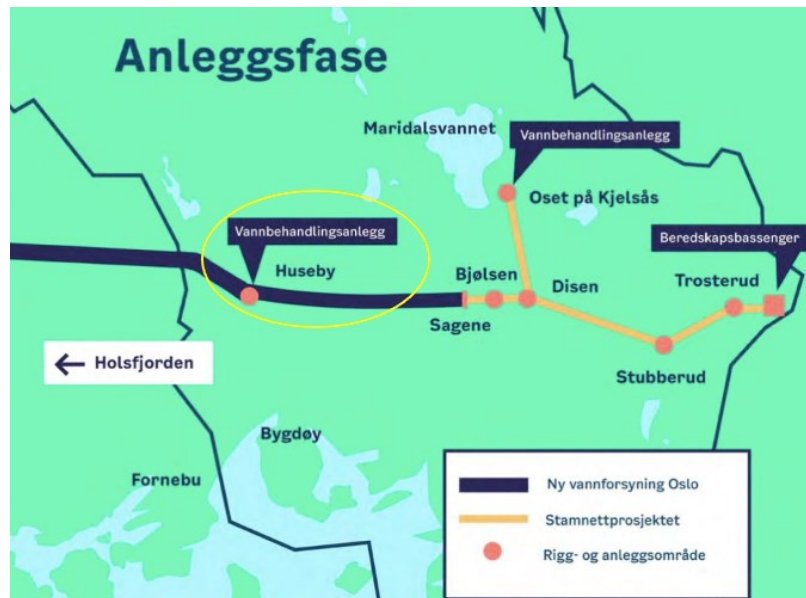 Anleggsfase
Maridalsvannet
Vannbehandlingsanlegg
Oset på Kjelsås
Vannbehandlingsanlegg
Huseby
Beredskapsbassenger
Bjølsen
Disen
Trosterud
Sagene
Stubberud
← Holsfjorden
Bygdøy
Fornebu
Ny vannforsyning Oslo
Stamnettprosjektet
Rigg- og anleggsområde